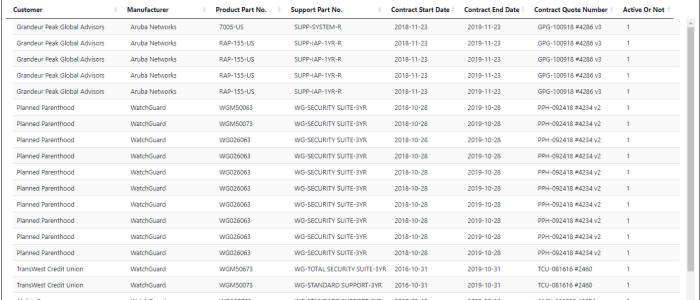 Customer Manufacturer Product Part No. Support Part No. Contract Start Date Contract End Date Contract Quote Number Active Or Not
Grandeur Peak Global Advisors Aruba Networks 7005-US SUPP-SYSTEM-R 2018-11-23 2019-11-23 GPG-100918 #4286 v3 1
Grandeur Peak Global Advisors Aruba Networks RAP-155-US SUPP-IAP-1YR-R 2018-11-23 2019-11-23 GPG-100918 #4286 v3 1
Grandeur Peak Global Advisors Aruba Networks RAP-155-US SUPP-IAP-1YR-R 2018-11-23 2019-11-23 GPG-100918 #4286 v3 1
Grandeur Peak Global Advisors Aruba Networks RAP-155-US SUPP-IAP-1YR-R 2018-11-23 2019-11-23 GPG-100918 #4286 v3 1
Grandeur Peak Global Advisors Aruba Networks RAP-155-US SUPP-IAP-1YR-R 2018-11-23 2019-11-23 GPG-100918 #4286 v3 1
Planned Parenthood WatchGuard WGM50063 WG-SECURITY SUITE-3YR 2018-10-28 2019-10-28 PPH-092418 #4234 v2 1
Planned Parenthood WatchGuard WGM50073 WG-SECURITY SUITE-3YR 2018-10-28 2019-10-28 PPH-092418 #4234 v2 1
Planned Parenthood WatchGuard WG026063 WG-SECURITY SUITE-3YR 2018-10-28 2019-10-28 PPH-092418 #4234 v2 1
Planned Parenthood WatchGuard WG026063 WG-SECURITY SUITE-3YR 2018-10-28 2019-10-28 PPH-092418 #4234 v2 1
Planned Parenthood WatchGuard WG026063 WG-SECURITY SUITE-3YR 2018-10-28 2019-10-28 PPH-092418 #4234 v2 1
Planned Parenthood WatchGuard WG026063 WG-SECURITY SUITE-3YR 2018-10-28 2019-10-28 PPH-092418 #4234 v2 1
Planned Parenthood WatchGuard WG026063 WG-SECURITY SUITE-3YR 2018-10-28 2019-10-28 PPH-092418 #4234 v2 1
Planned Parenthood WatchGuard WG026063 WG-SECURITY SUITE-3YR 2018-10-28 2019-10-28 PPH-092418 #4234 v2 1
Planned Parenthood WatchGuard WG026063 WG-SECURITY SUITE-3YR 2018-10-28 2019-10-28 PPH-092418 #4234 v2 1
Planned Parenthood WatchGuard WG026063 WG-SECURITY SUITE-3YR 2018-10-28 2019-10-28 PPH-092418 #4234 v2 1
TransWest Credit Union WatchGuard WGM50673 WG-TOTAL SECURITY SUITE-3YR 2016-10-31 2019-10-31 TCU-081616 #2460 1
TransWest Credit Union WatchGuard WGM50073 WG-STANDARD SUPPORT-3YR 2016-10-31 2019-10-31 TCU-081616 #2460 1